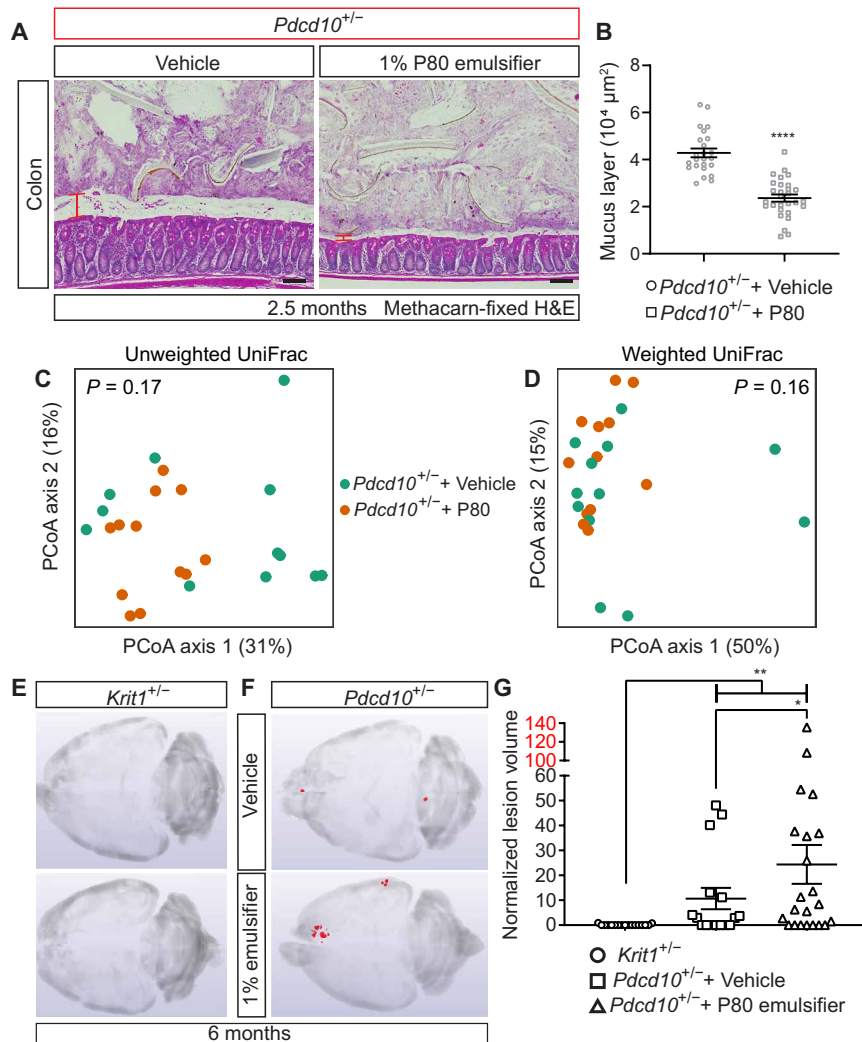 Pdcd10+/−
A
Vehicle
1% P80 emulsifier
Colon
2.5 months Methacarn-fixed H&E
B
Mucus layer (10⁴ µm²)
8
6
4
2
0
****
Pdcd10+/− + Vehicle
Pdcd10+/− + P80
Unweighted UniFrac
C
P = 0.17
PCoA axis 2 (16%)
PCoA axis 1 (31%)
Pdcd10+/− + Vehicle
Pdcd10+/− + P80
Weighted UniFrac
D
P = 0.16
PCoA axis 2 (15%)
PCoA axis 1 (50%)
E
Krit1+/−
F
Pdcd10+/−
Vehicle
1% emulsifier
6 months
G
Normalized lesion volume
140
120
100
60
50
40
30
20
10
0
**
*
Krit1+/−
Pdcd10+/− + Vehicle
Pdcd10+/− + P80 emulsifier